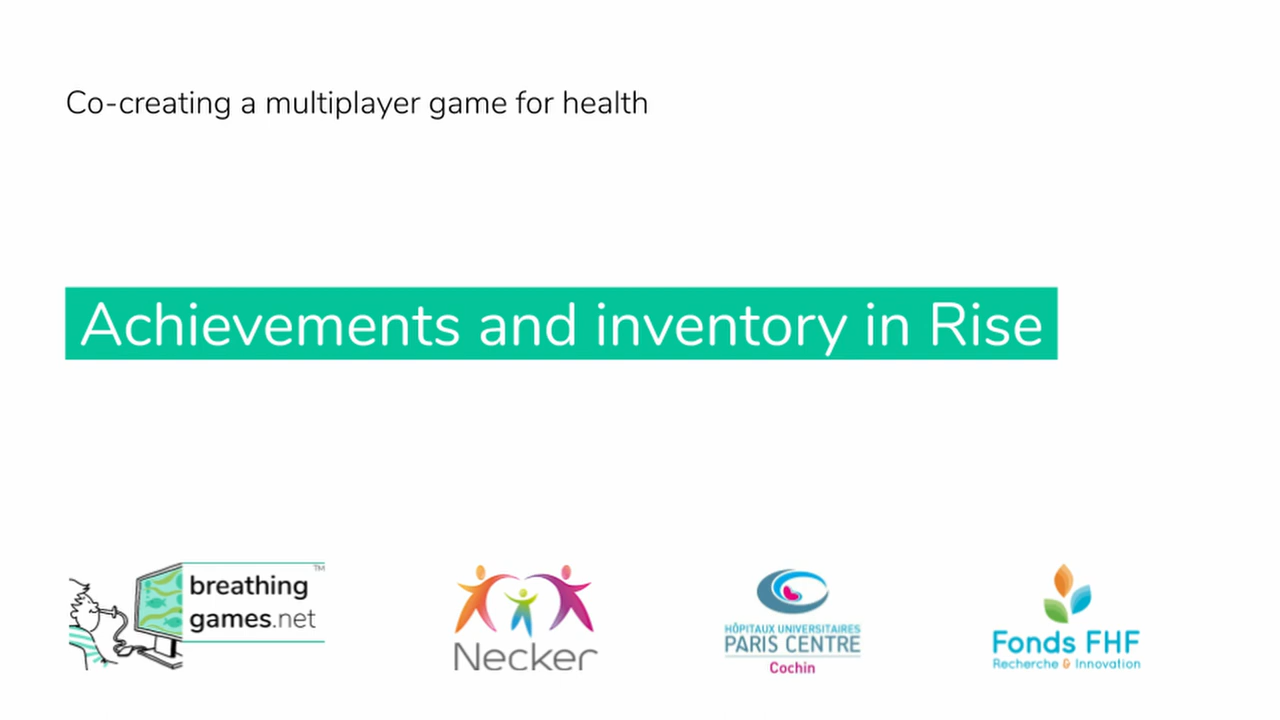 Co-creating a multiplayer game for health
Achievements and inventory in Rise
breathing
games.net
TM
Necker
HÔPITAUX UNIVERSITAIRES
PARIS CENTRE
Cochin
Fonds FHF
Recherche & Innovation